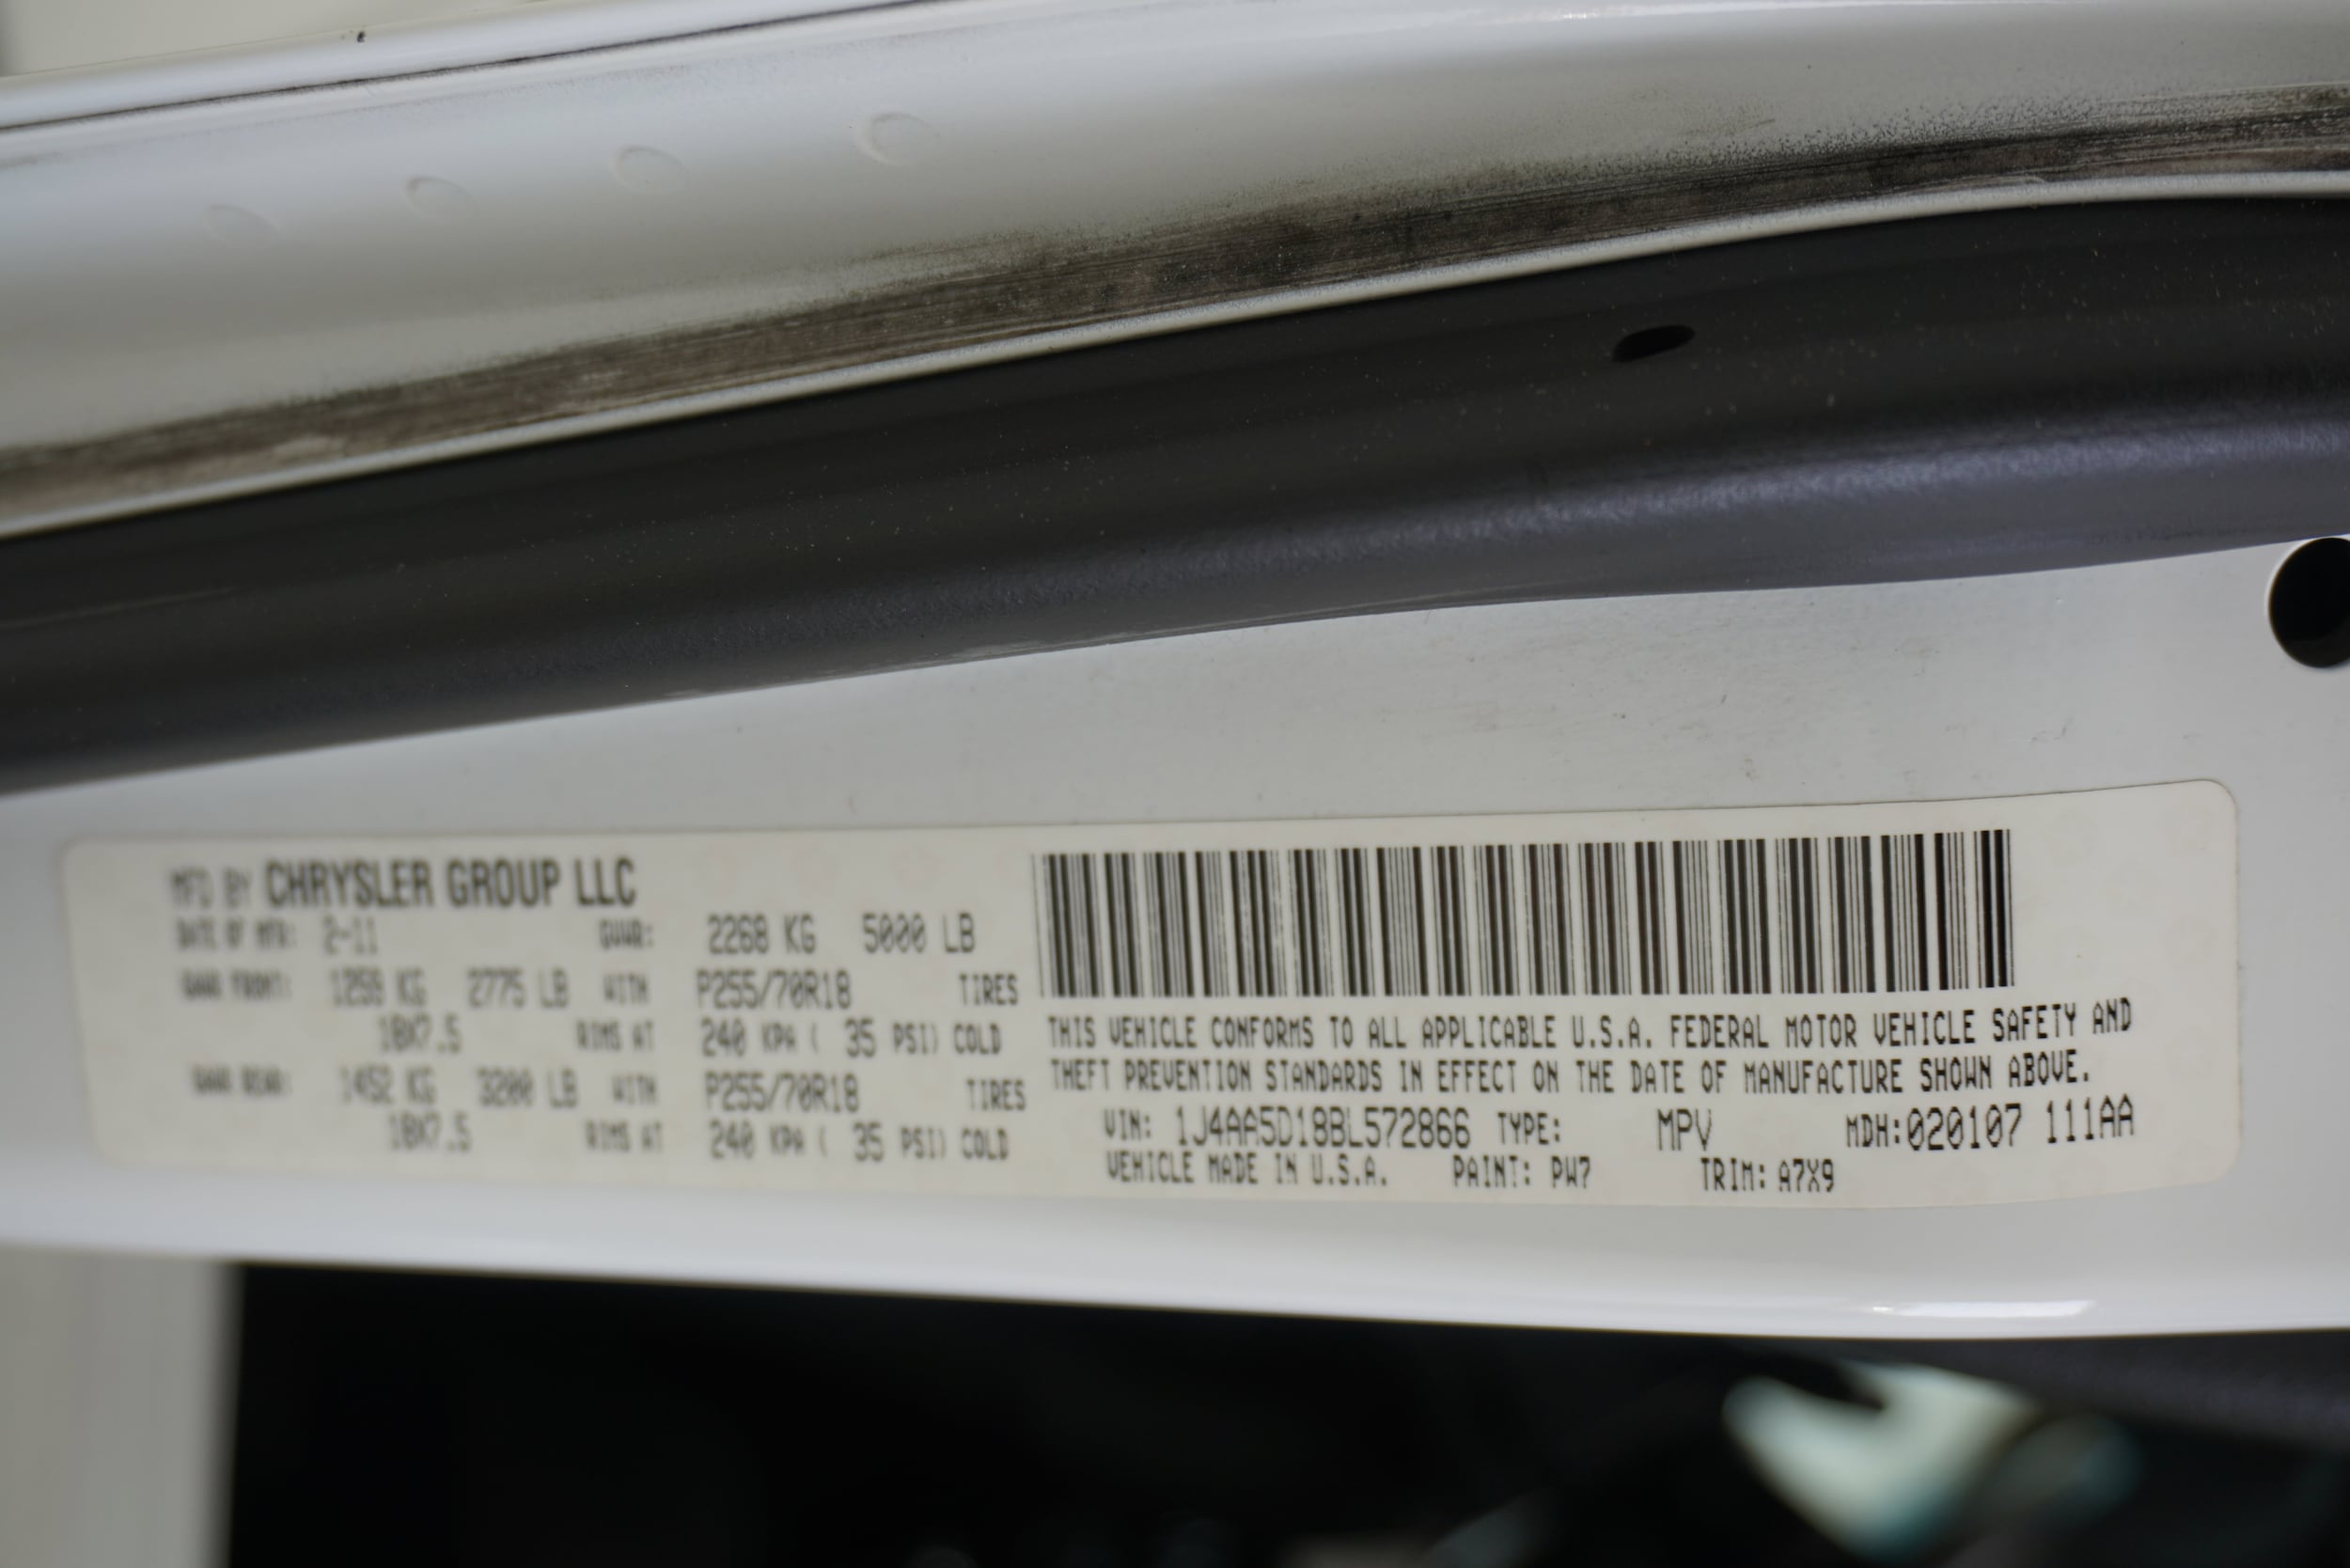 MFD BY CHRYSLER GROUP LLC
DATE OF MFR: 2-11 GVWR: 2268 KG 5000 LB
GAWR FRONT: 1259 KG 2775 LB WITH P255/70R18 TIRES
18X7.5 RIMS AT 240 KPA ( 35 PSI) COLD
GAWR REAR: 1452 KG 3200 LB WITH P255/70R18 TIRES
18X7.5 RIMS AT 240 KPA ( 35 PSI) COLD
THIS VEHICLE CONFORMS TO ALL APPLICABLE U.S.A. FEDERAL MOTOR VEHICLE SAFETY AND
THEFT PREVENTION STANDARDS IN EFFECT ON THE DATE OF MANUFACTURE SHOWN ABOVE.
VIN: 1J4AA5D18BL572866 TYPE: MPV MDH:020107 111AA
VEHICLE MADE IN U.S.A. PAINT: PW7 TRIM: A7X9